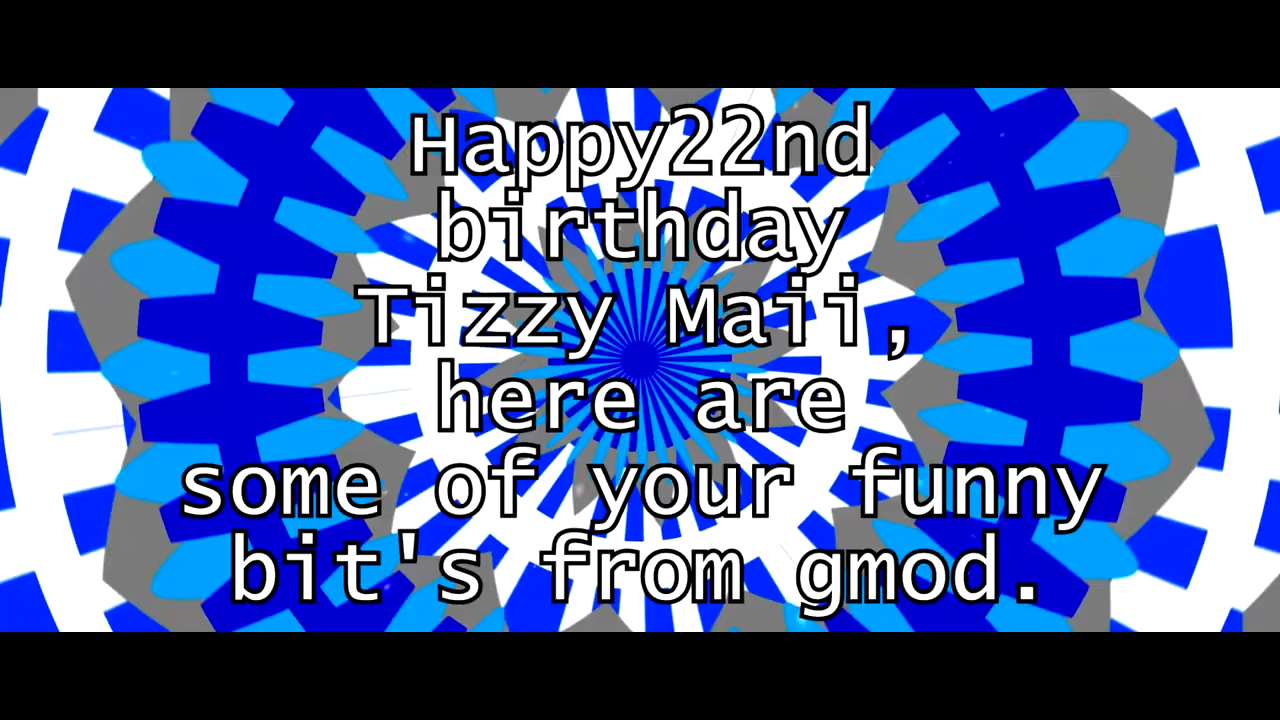 Happy22nd
birthday
Tizzy Maii,
here are
some of your funny
bit's from gmod.